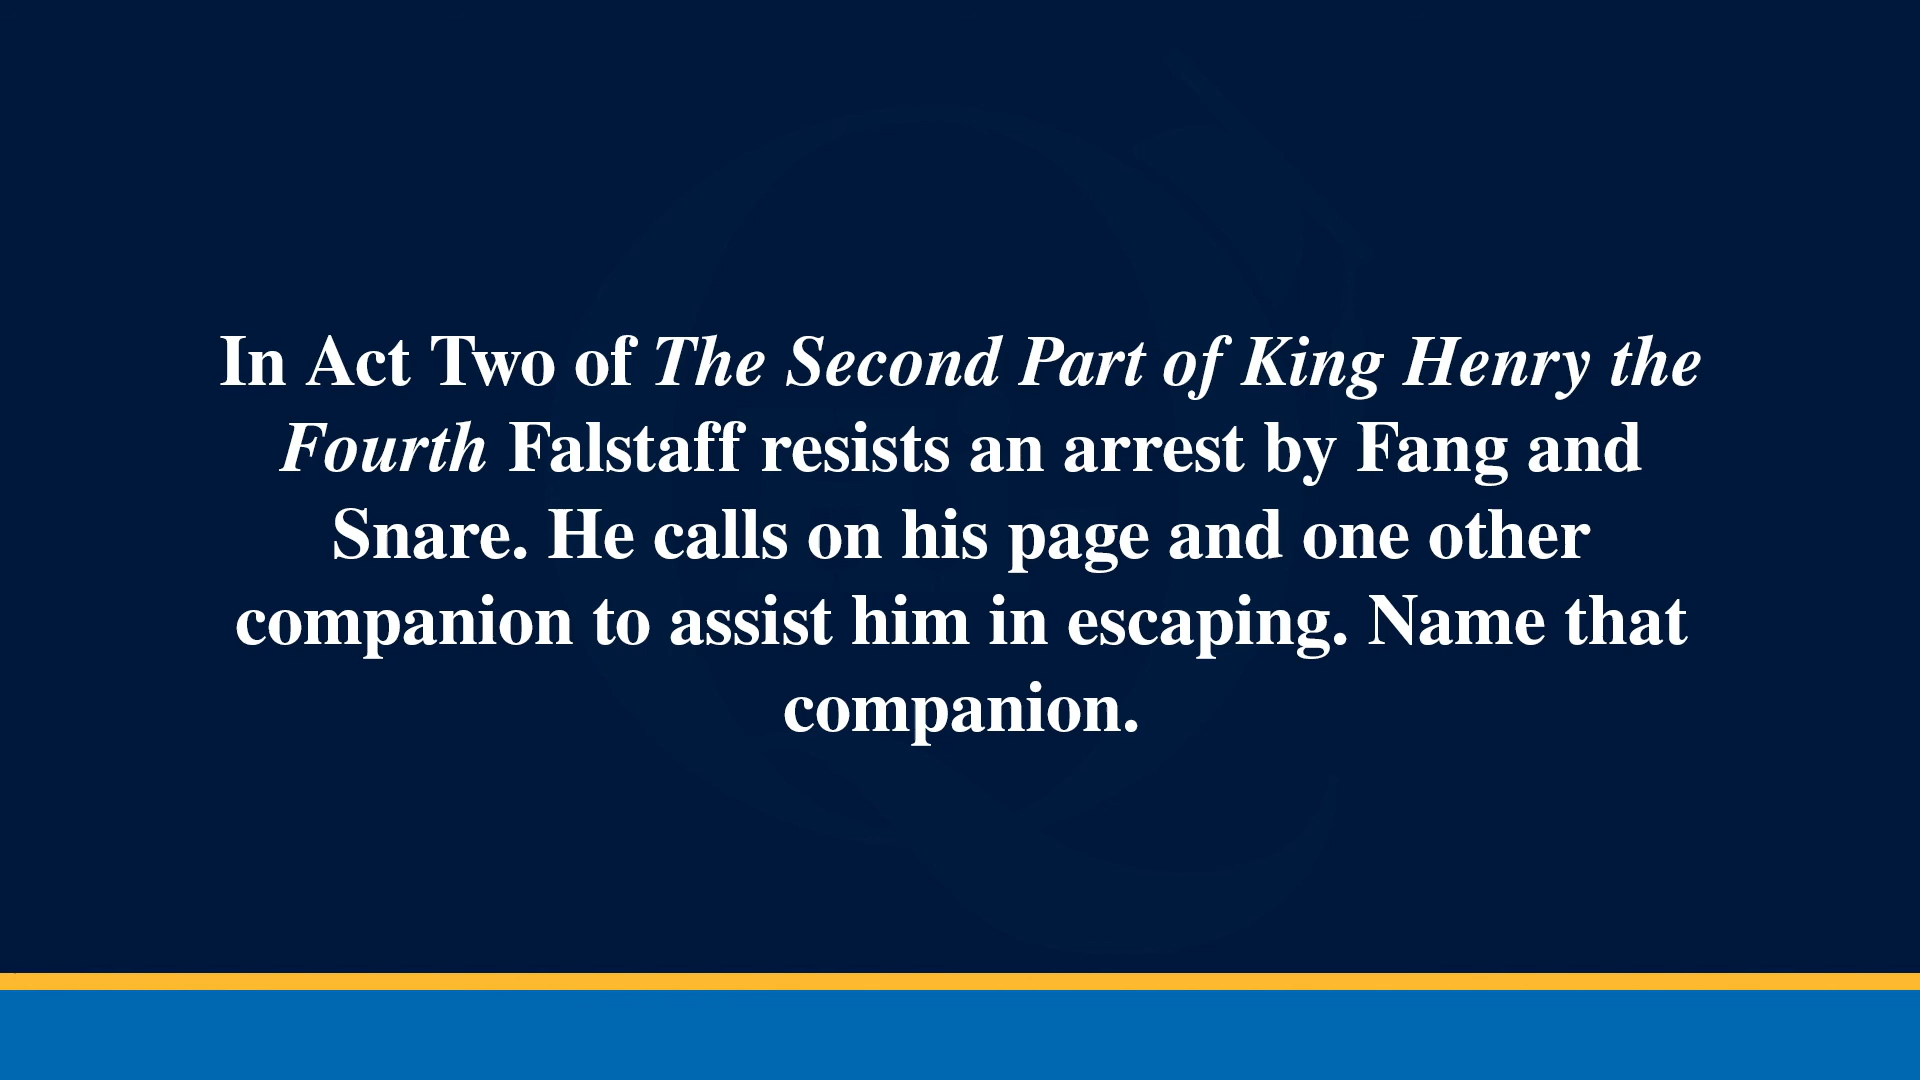 In Act Two of The Second Part of King Henry the
Fourth Falstaff resists an arrest by Fang and
Snare. He calls on his page and one other
companion to assist him in escaping. Name that
companion.